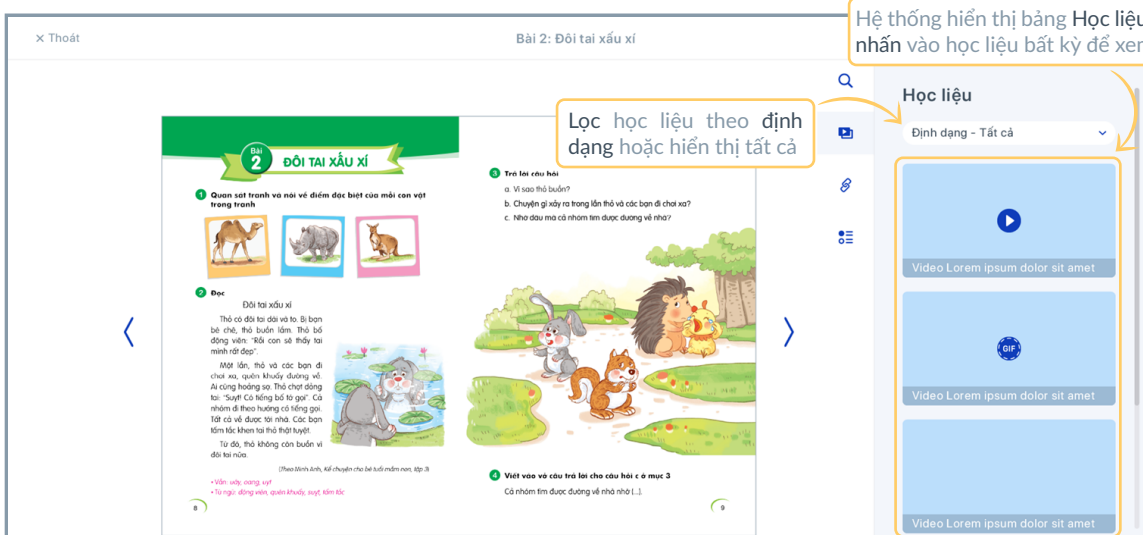 × Thoát
Bài 2: Đôi tai xấu xí
Hệ thống hiển thị bảng Học liệu
nhấn vào học liệu bất kỳ để xem
Lọc học liệu theo định
dạng hoặc hiển thị tất cả
Học liệu
Định dạng - Tất cả
Video Lorem ipsum dolor sit amet
GIF
Video Lorem ipsum dolor sit amet
Video Lorem ipsum dolor sit amet
Bài
2
ĐÔI TAI XẤU XÍ
1 Quan sát tranh và nói về điểm đặc biệt của mỗi con vật
trong tranh
2 Đọc
Đôi tai xấu xí
Thỏ có đôi tai dài và to. Bị bạn
bè chê, thỏ buồn lắm. Thỏ bố
động viên: "Rồi con sẽ thấy tai
mình rất đẹp".
Một lần, thỏ và các bạn đi
chơi xa, quên khuấy đường về.
Ai cũng hoảng sợ. Thỏ chợt dỏng
tai: "Suỵt! Có tiếng bố tớ gọi". Cả
nhóm đi theo hướng có tiếng gọi.
Tất cả về được tới nhà. Các bạn
tấm tắc khen tai thỏ thật tuyệt.
Từ đó, thỏ không còn buồn vì
đôi tai nữa.
(Theo Minh Anh, Kể chuyện cho bé tuổi mầm non, tập 3)
• Vần: uây, oang, uyt
• Từ ngữ: động viên, quên khuấy, suỵt, tấm tắc
8
3 Trả lời câu hỏi
a. Vì sao thỏ buồn?
b. Chuyện gì xảy ra trong lần thỏ và các bạn đi chơi xa?
c. Nhờ đâu mà cả nhóm tìm được đường về nhà?
4 Viết vào vở câu trả lời cho câu hỏi c ở mục 3
Cả nhóm tìm được đường về nhà nhờ (...).
9